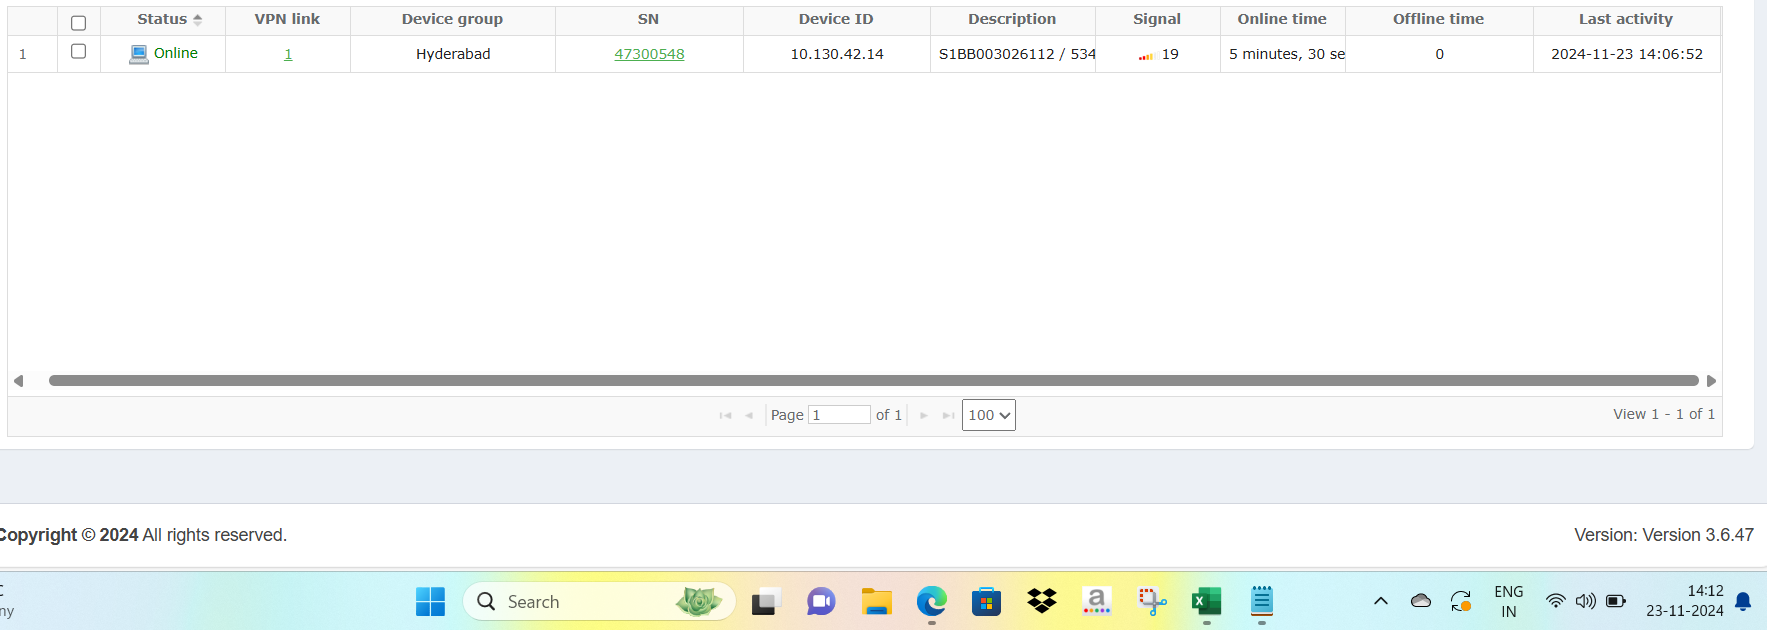 Status VPN link Device group SN Device ID Description Signal Online time Offline time Last activity
1 Online 1 Hyderabad 47300548 10.130.42.14 S1BB003026112 / 534 19 5 minutes, 30 se 0 2024-11-23 14:06:52
Page 1 of 1 100 View 1 - 1 of 1
Copyright © 2024 All rights reserved. Version: Version 3.6.47
C
ny
Search
a
X
ENG
IN
14:12
23-11-2024